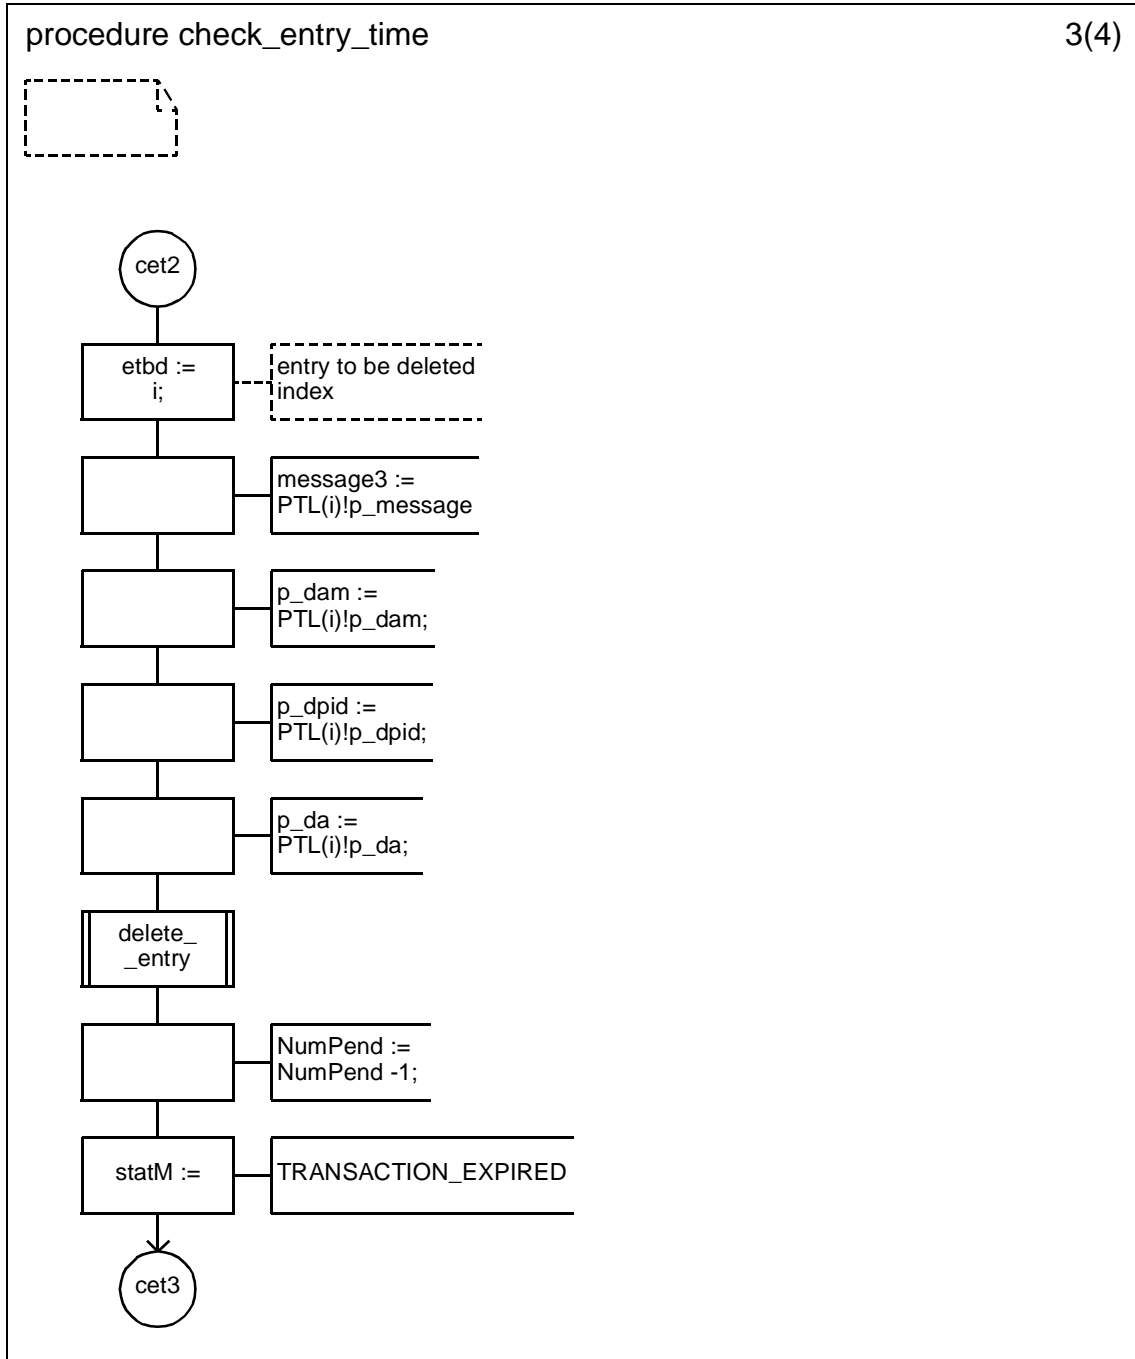 procedure check_entry_time
3(4)
cet2
etbd :=
i;
entry to be deleted
index
message3 :=
PTL(i)!p_message
p_dam :=
PTL(i)!p_dam;
p_dpid :=
PTL(i)!p_dpid;
p_da :=
PTL(i)!p_da;
delete_
_entry
NumPend :=
NumPend -1;
statM :=
TRANSACTION_EXPIRED
cet3